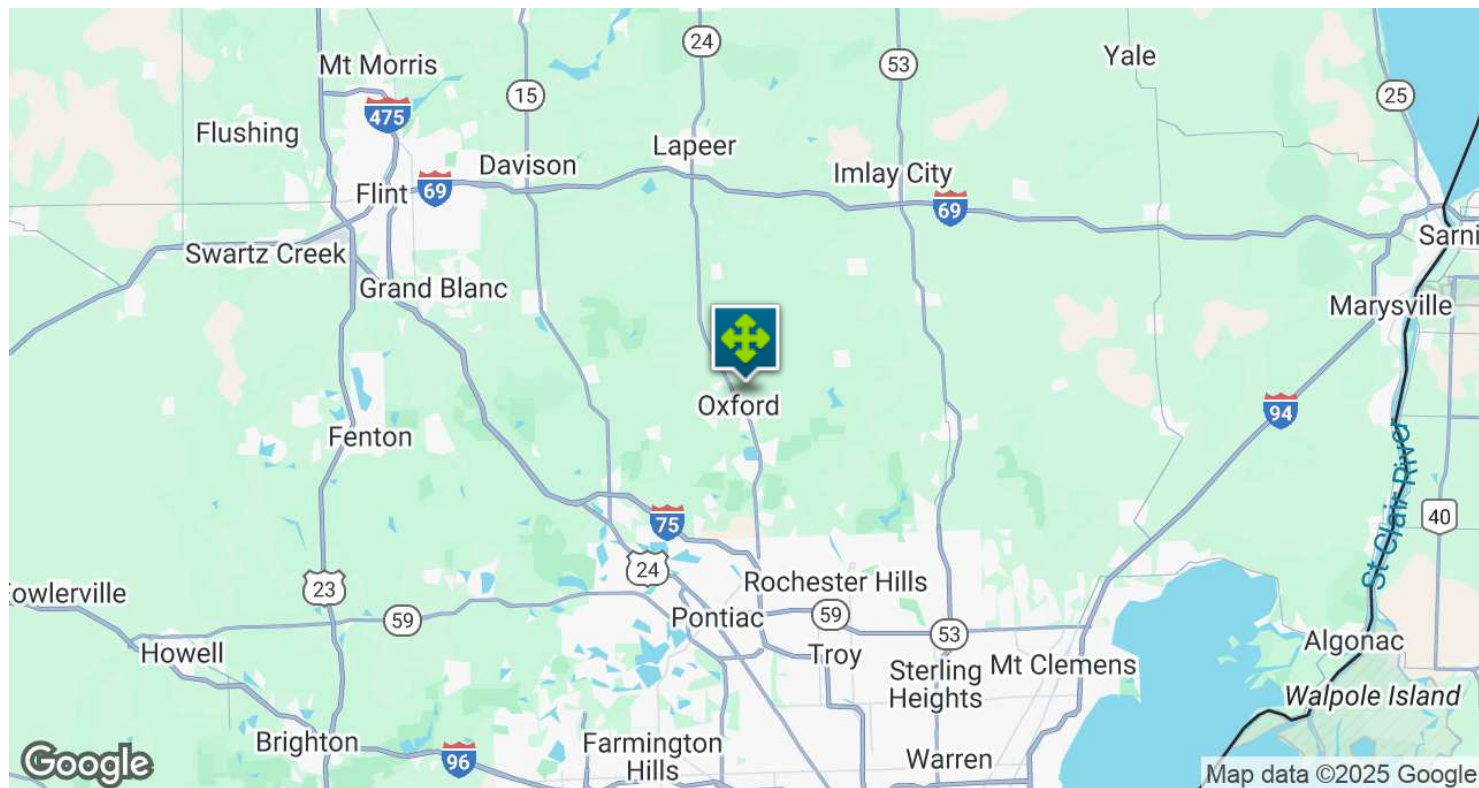 24
Yale
53
Mt Morris
15
25
475
Flushing
Lapeer
Davison
Imlay City
Flint
69
69
Sarni
Swartz Creek
Grand Blanc
Marysville
Oxford
94
Fenton
St Clair River
40
75
24
Rochester Hills
23
owlerville
59
Pontiac
59
53
Howell
Troy
Algonac
Sterling
Heights
Mt Clemens
Walpole Island
Brighton
Farmington
Hills
96
Warren
Google
Map data ©2025 Google